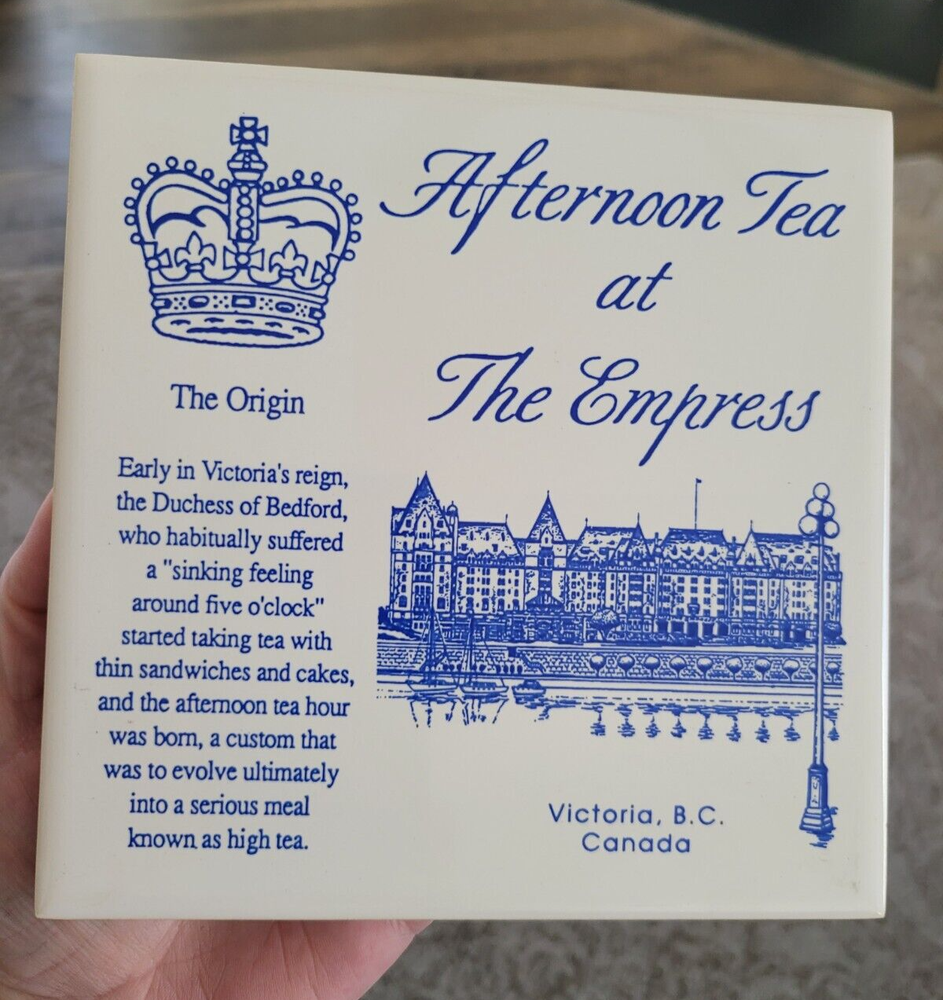 Afternoon Tea
at
The Empress
The Origin
Early in Victoria's reign,
the Duchess of Bedford,
who habitually suffered
a "sinking feeling
around five o'clock"
started taking tea with
thin sandwiches and cakes,
and the afternoon tea hour
was born, a custom that
was to evolve ultimately
into a serious meal
known as high tea.
Victoria, B.C.
Canada